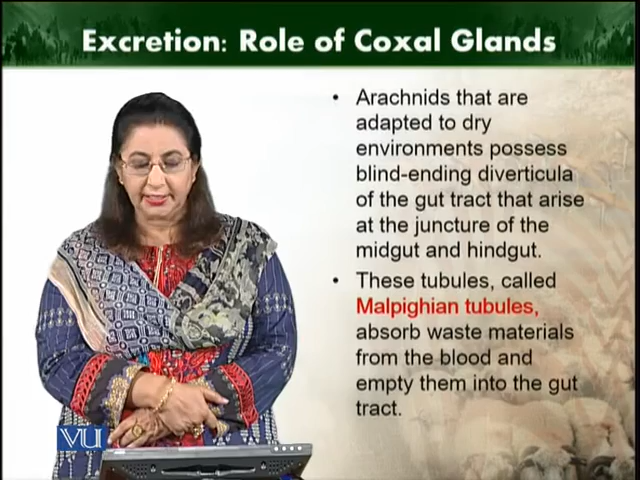 Excretion: Role of Coxal Glands
• Arachnids that are
adapted to dry
environments possess
blind-ending diverticula
of the gut tract that arise
at the juncture of the
midgut and hindgut.
• These tubules, called
Malpighian tubules,
absorb waste materials
from the blood and
empty them into the gut
tract.
VU